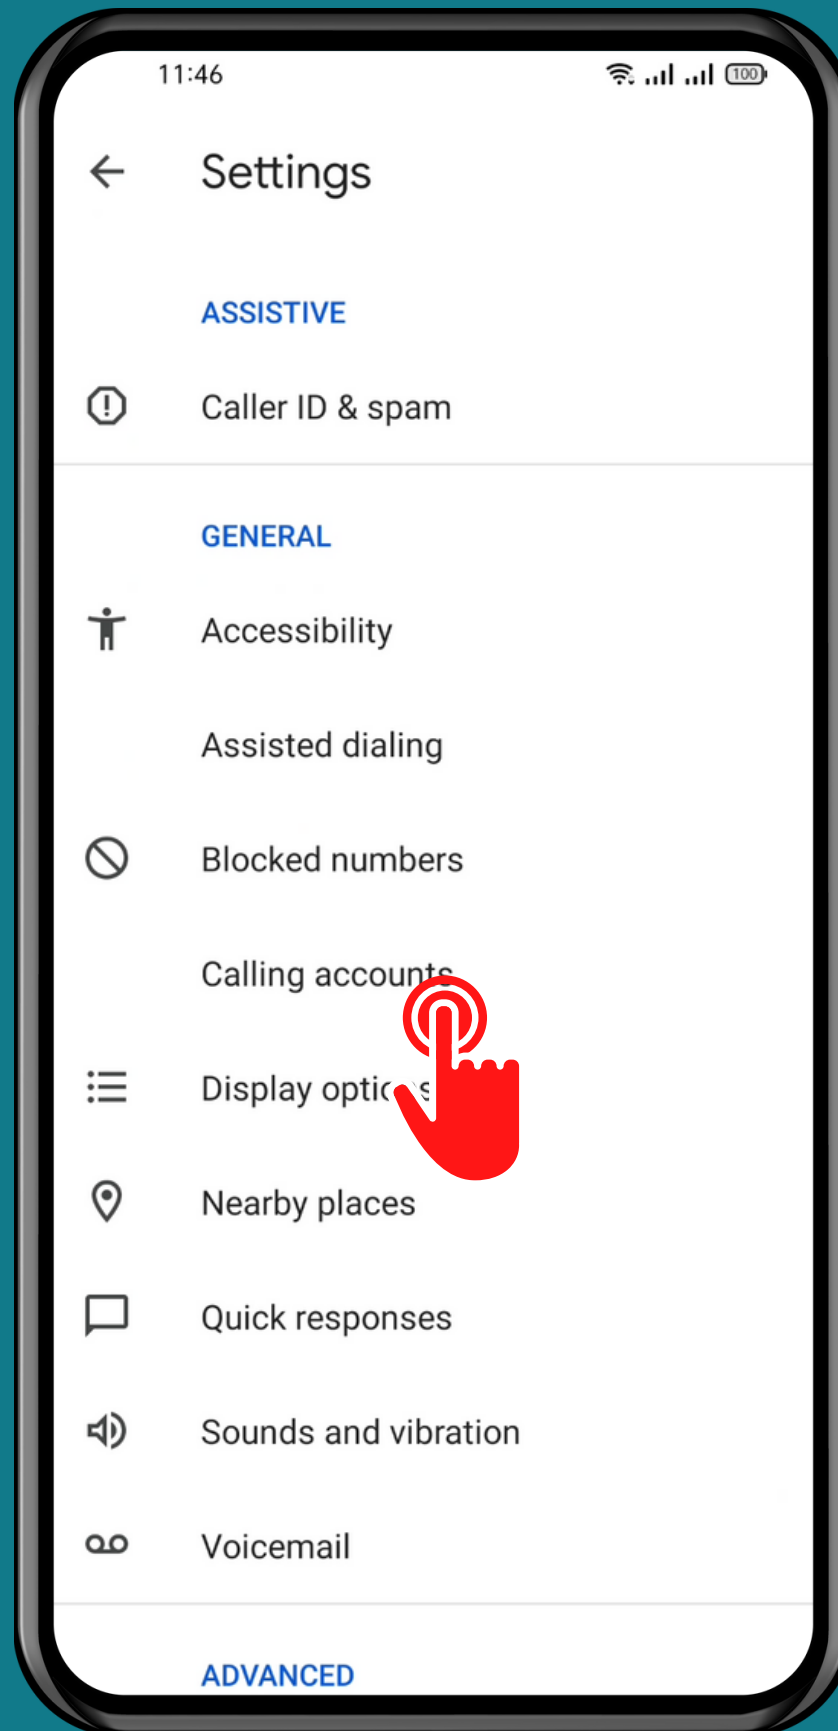 11:46
100
Settings
ASSISTIVE
Caller ID & spam
GENERAL
Accessibility
Assisted dialing
Blocked numbers
Calling accounts
Display options
Nearby places
Quick responses
Sounds and vibration
Voicemail
ADVANCED